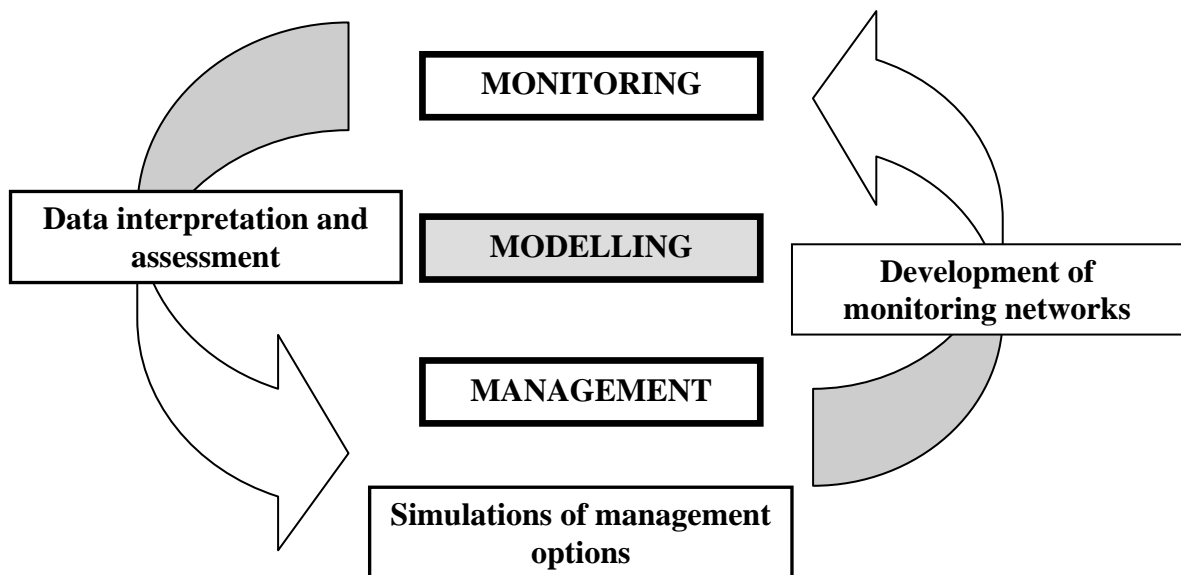 MONITORING
Data interpretation and
assessment
MODELLING
Development of
monitoring networks
MANAGEMENT
Simulations of management
options